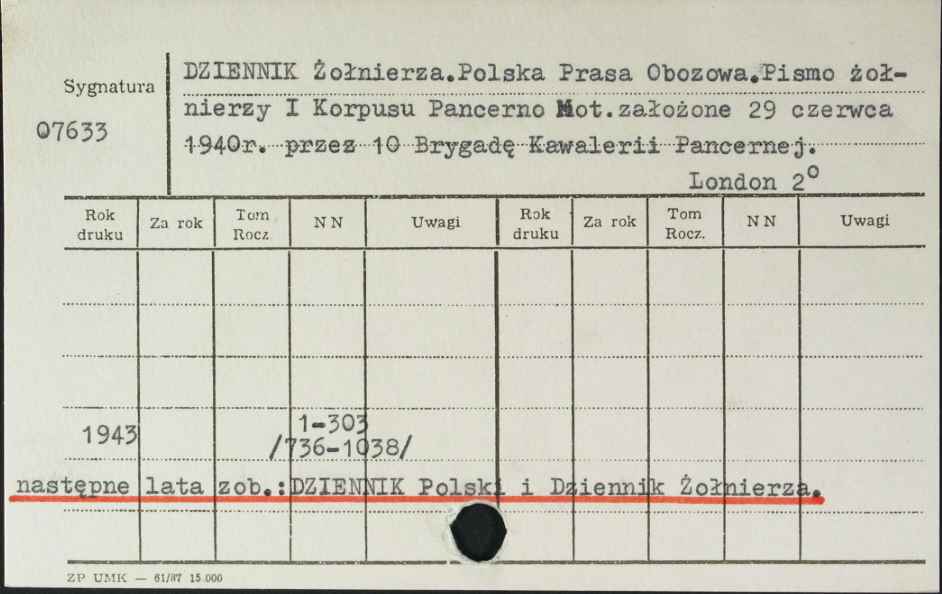 DZIENNIK Żołnierza.Polska Prasa Obozowa.Pismo żoł-
Sygnatura
nierzy I Korpusu Pancerno Mot.założone 29 czerwca
07633
1940r. przez 10 Brygadę Kawalerii Pancernej.
London 2⁰
Rok druku Za rok Tom Rocz. N N Uwagi Rok druku Za rok Tom Rocz. N N Uwagi
1943 1-303
/736-1038/
następne lata zob.:DZIENNIK Polski i Dziennik Żołnierza.
ZP UMK — 61/87 15.000